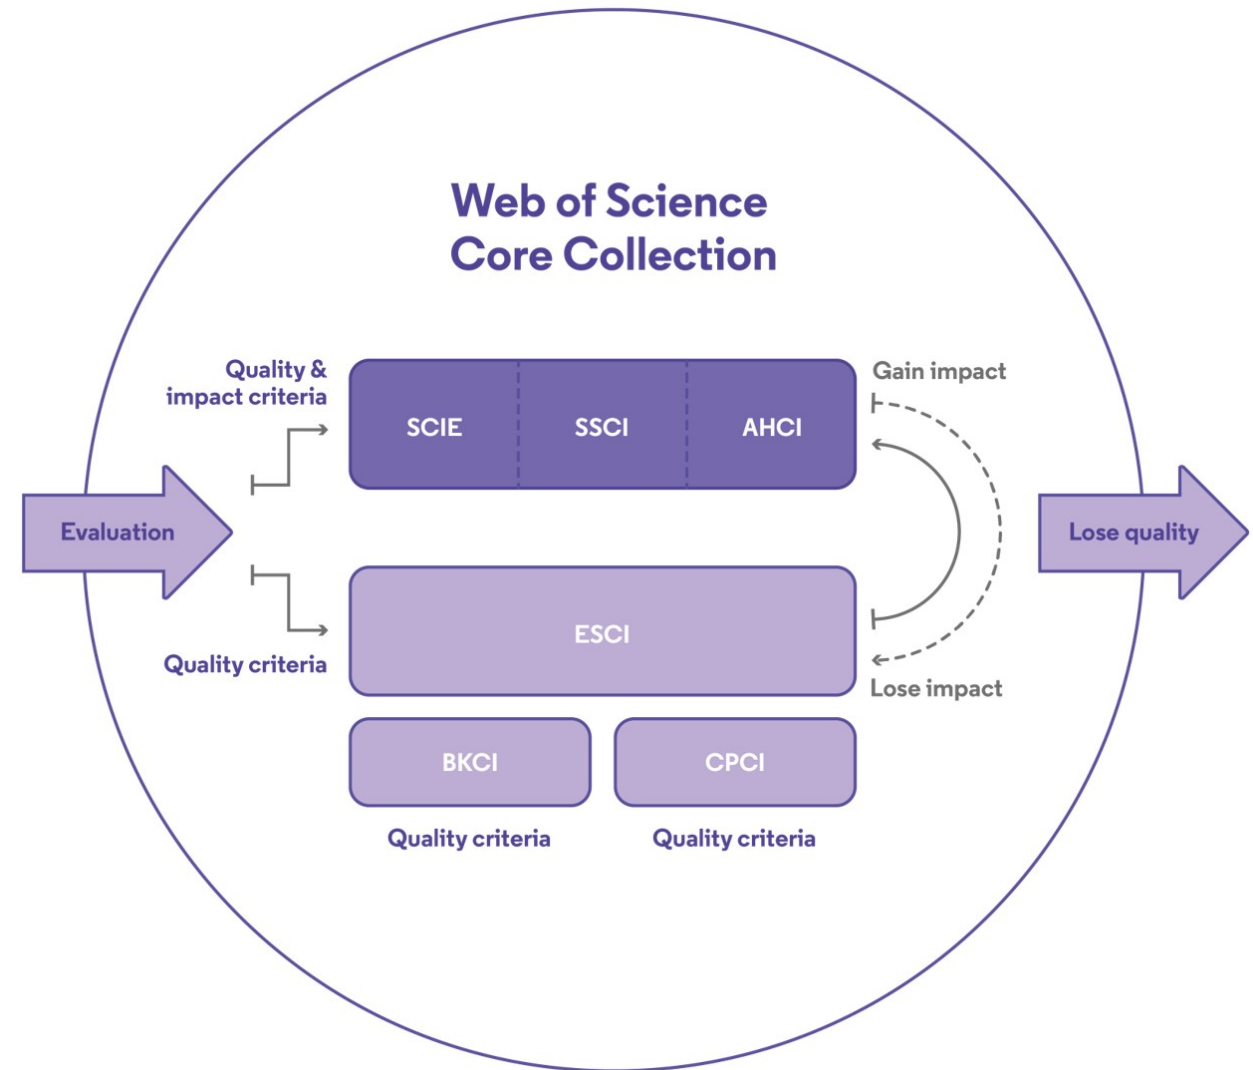 Web of Science
Core Collection
Quality &
impact criteria
SCIE
SSCI
AHCI
Gain impact
Evaluation
Lose quality
ESCI
Quality criteria
Lose impact
BKCI
CPCI
Quality criteria
Quality criteria